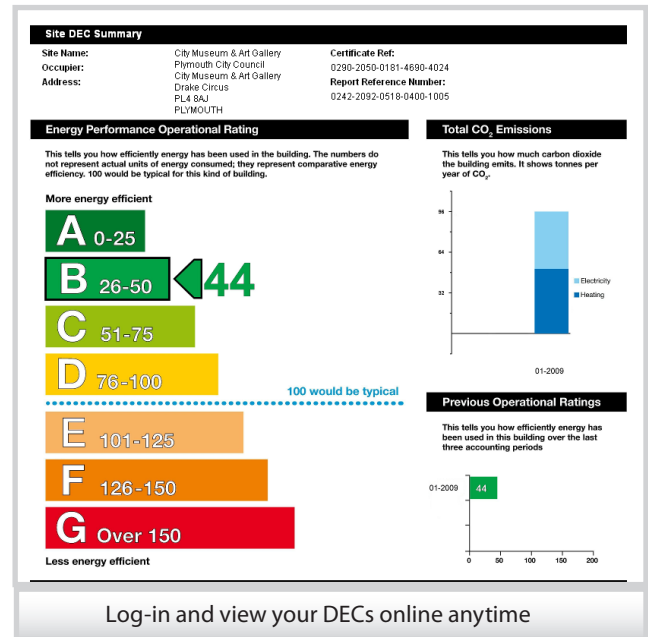 Site DEC Summary
Site Name: City Museum & Art Gallery
Occupier: Plymouth City Council
Address: City Museum & Art Gallery
Drake Circus
PL4 8AJ
PLYMOUTH
Certificate Ref:
0290-2050-0181-4690-4024
Report Reference Number:
0242-2092-0518-0400-1005
Energy Performance Operational Rating
This tells you how efficiently energy has been used in the building. The numbers do
not represent actual units of energy consumed; they represent comparative energy
efficiency. 100 would be typical for this kind of building.
More energy efficient
A 0-25
B 26-50 44
C 51-75
D 76-100
100 would be typical
E 101-125
F 126-150
G Over 150
Less energy efficient
Total CO₂ Emissions
This tells you how much carbon dioxide
the building emits. It shows tonnes per
year of CO₂.
96
64
32
Electricity
Heating
01-2009
Previous Operational Ratings
This tells you how efficiently energy has
been used in this building over the last
three accounting periods
01-2009 44
0 50 100 150 200
Log-in and view your DECs online anytime